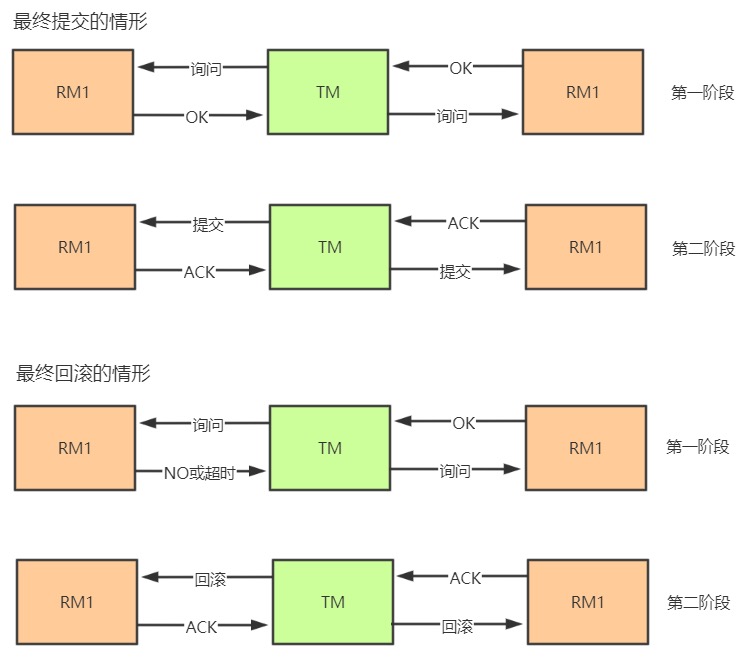 最终提交的情形
询问 OK
RM1 TM RM1 第一阶段
OK 询问
提交 ACK
RM1 TM RM1 第二阶段
ACK 提交
最终回滚的情形
询问 OK
RM1 TM RM1 第一阶段
NO或超时 询问
回滚 ACK
RM1 TM RM1 第二阶段
ACK 回滚